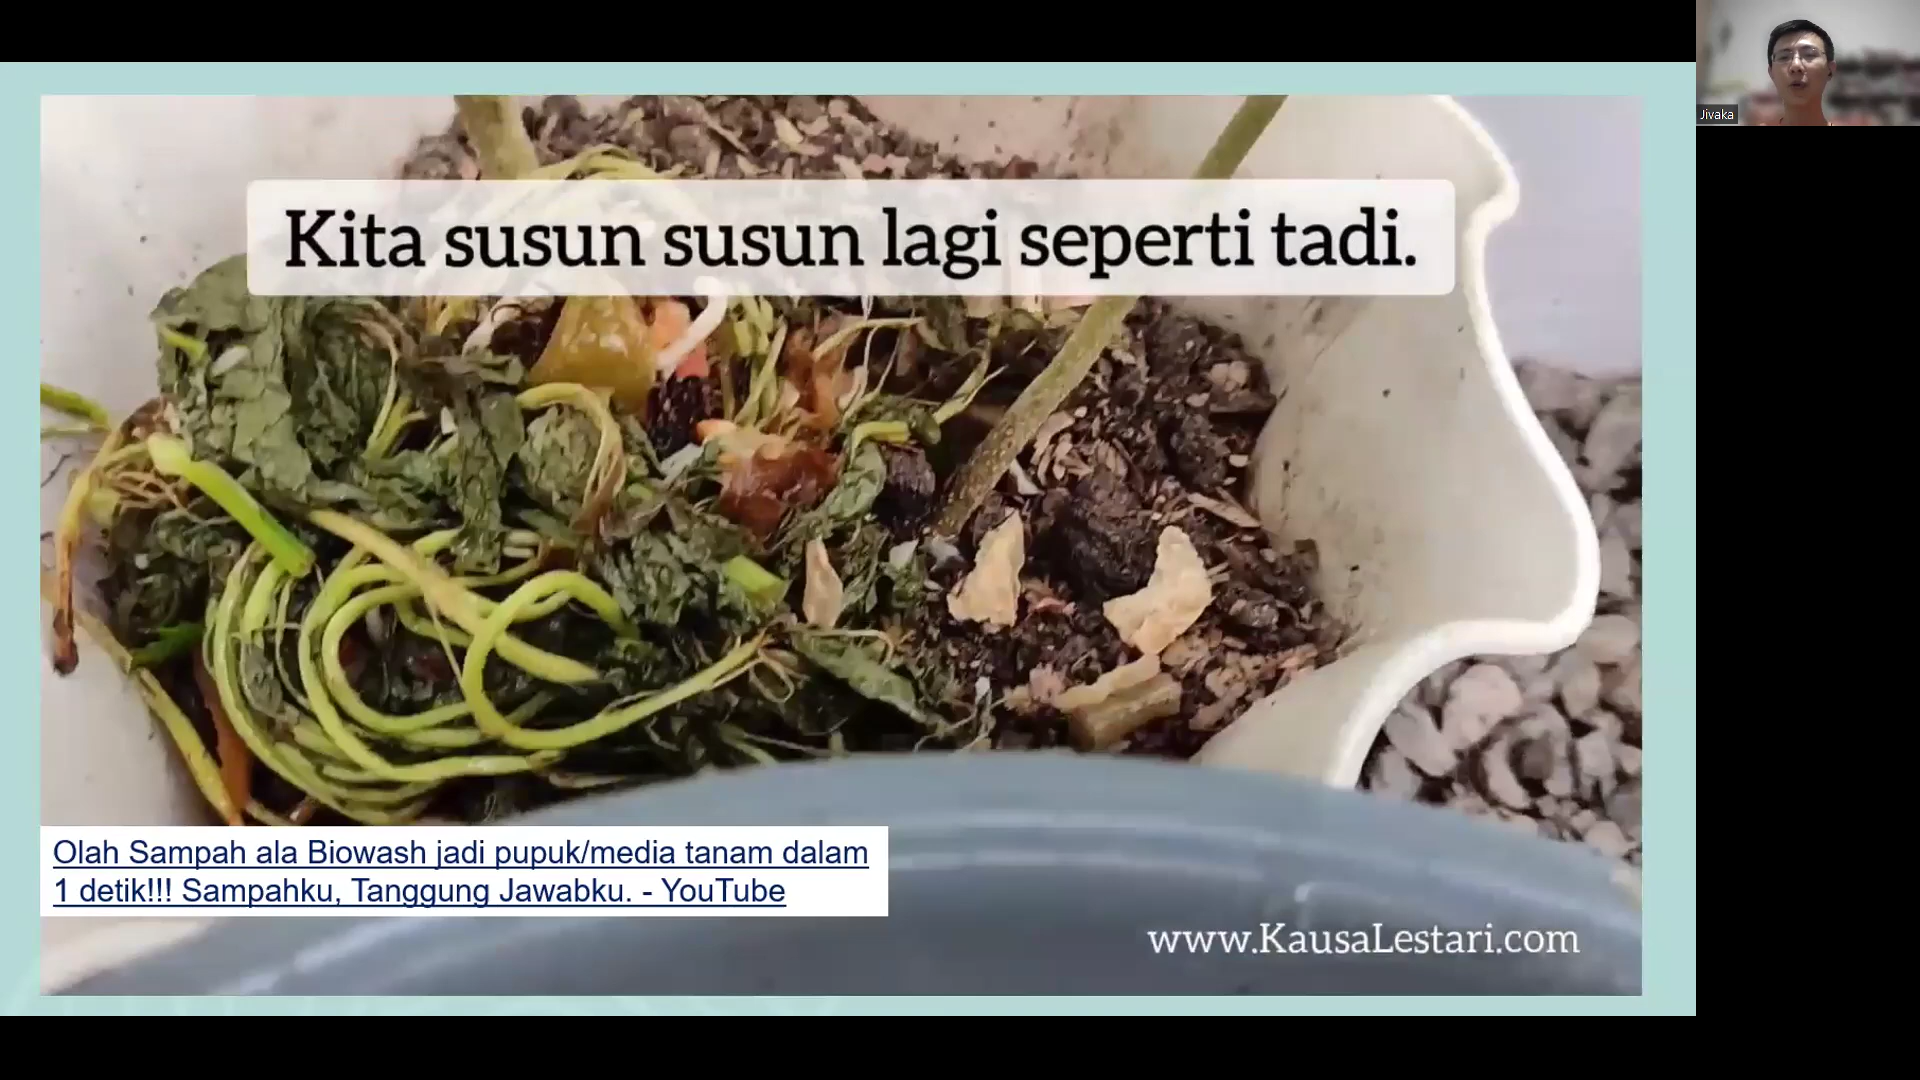 Jivaka
Kita susun susun lagi seperti tadi.
Olah Sampah ala Biowash jadi pupuk/media tanam dalam
1 detik!!! Sampahku, Tanggung Jawabku. - YouTube
www.KausaLestari.com